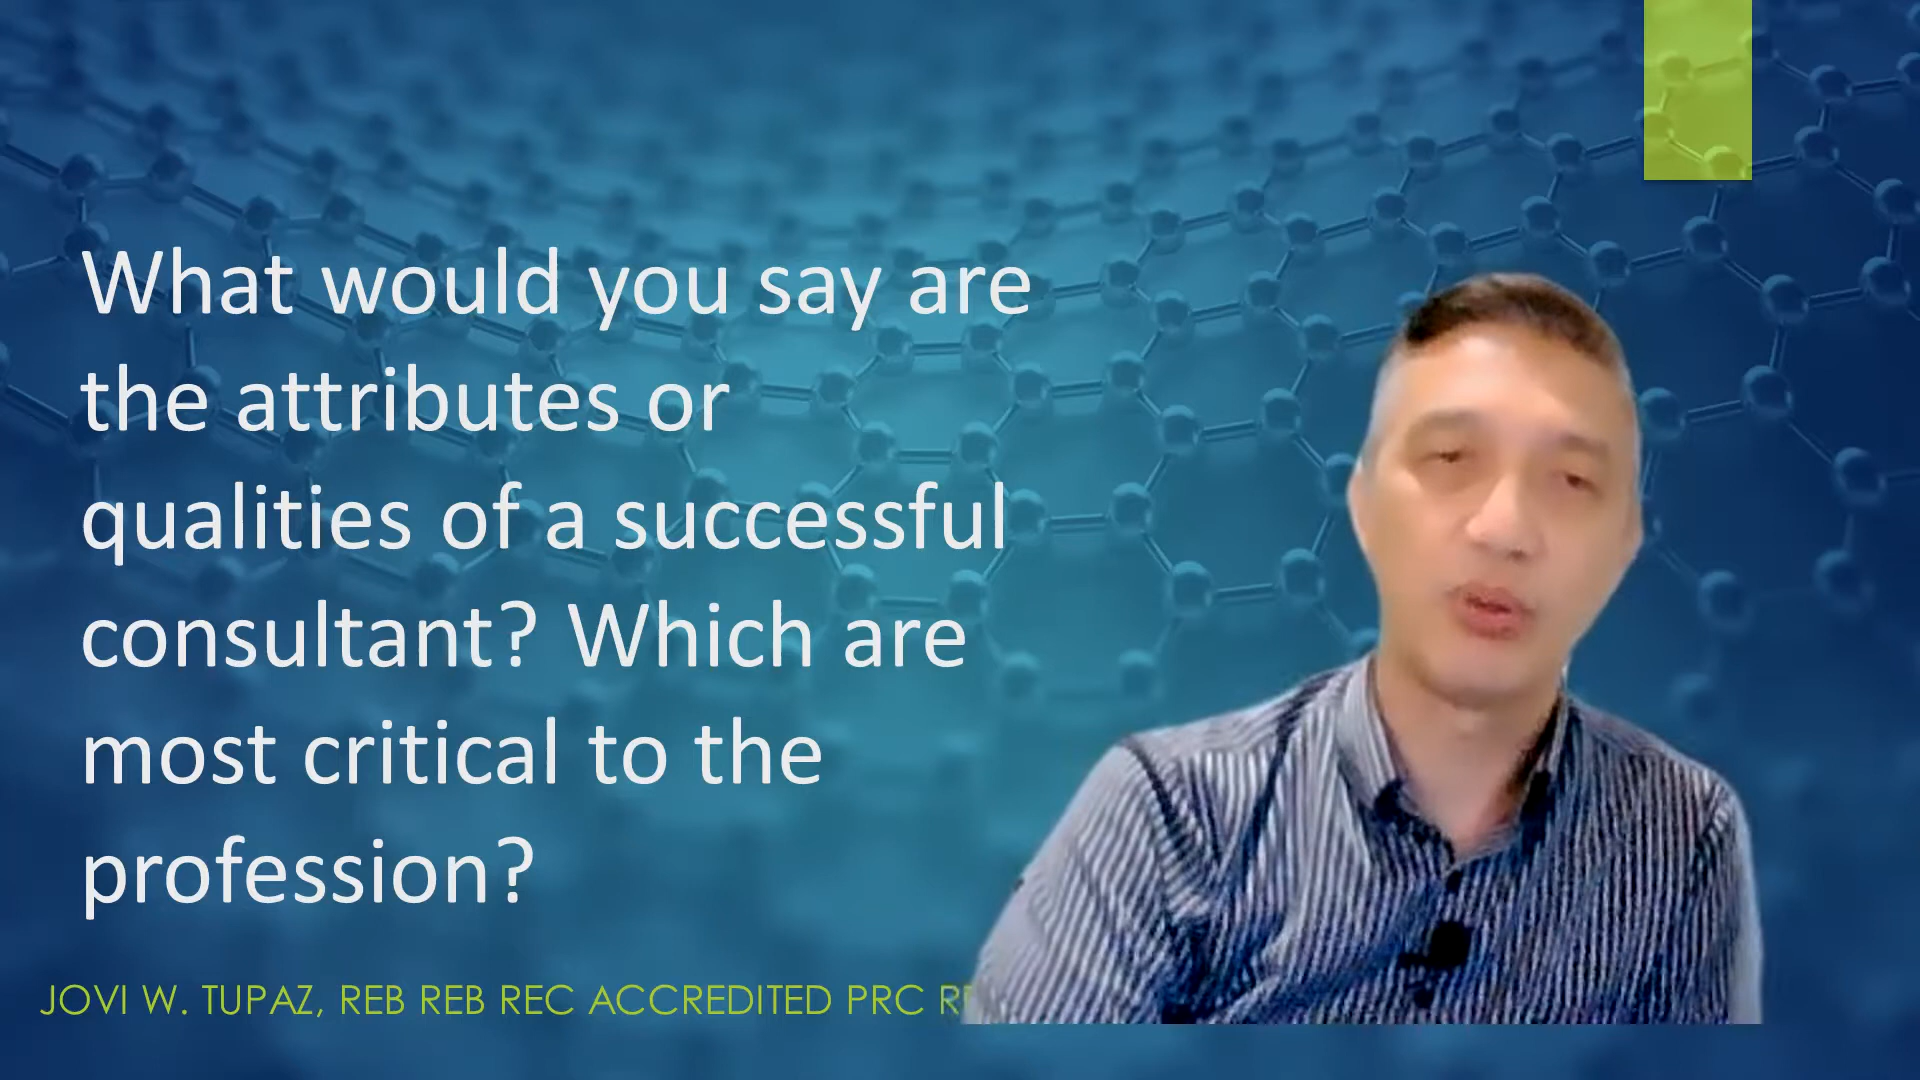 What would you say are
the attributes or
qualities of a successful
consultant? Which are
most critical to the
profession?
JOVI W. TUPAZ, REB REB REC ACCREDITED PRC